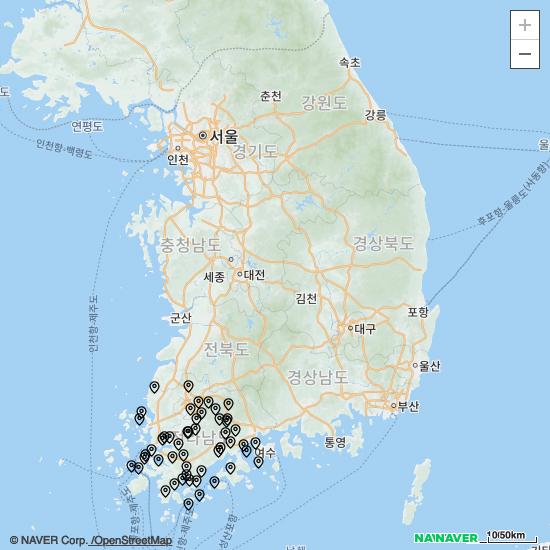 +
−
속초
춘천
강원도
강릉
도
연평도
서울
울
인천
경기도
인천항-백령도
후포항-울릉도(사동항)
충청남도
경상북도
세종
대전
김천
인천항-제주도
군산
포항
대구
전북도
울산
경상남도
부산
통영
여수
© NAVER Corp. /OpenStreetMap
NAVER
10/50km